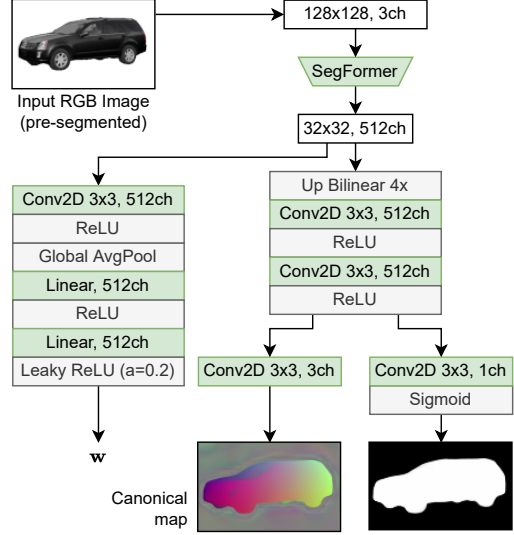 128x128, 3ch
SegFormer
Input RGB Image
(pre-segmented)
32x32, 512ch
Conv2D 3x3, 512ch
ReLU
Global AvgPool
Linear, 512ch
ReLU
Linear, 512ch
Leaky ReLU (a=0.2)
w
Up Bilinear 4x
Conv2D 3x3, 512ch
ReLU
Conv2D 3x3, 512ch
ReLU
Conv2D 3x3, 3ch
Conv2D 3x3, 1ch
Sigmoid
Canonical
map